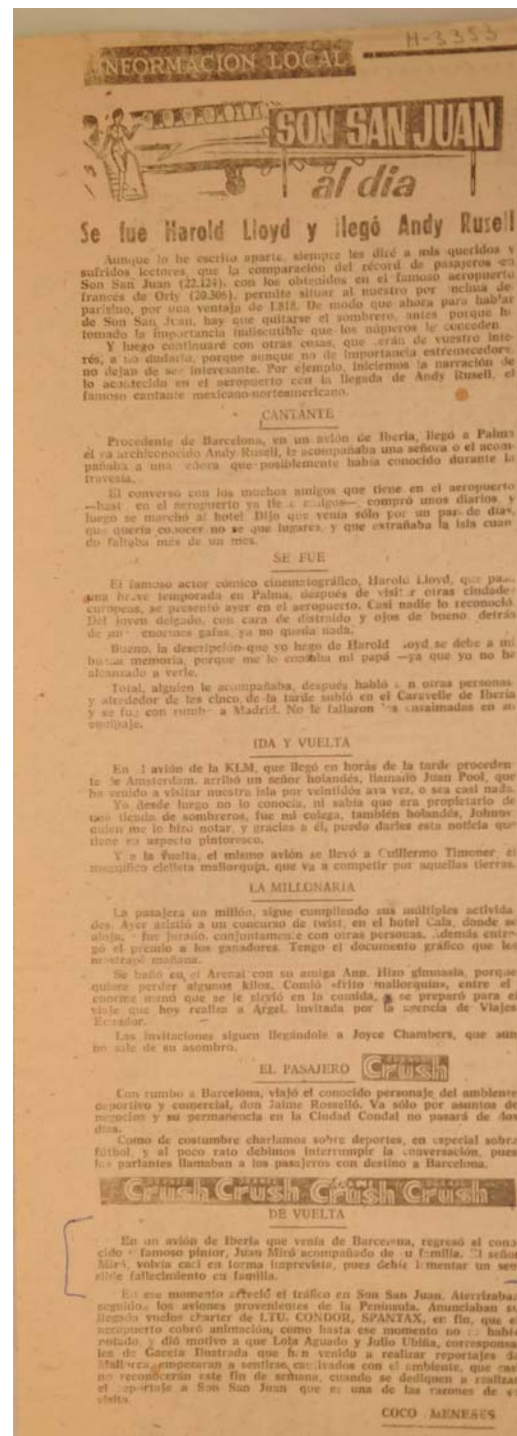 H-3353
INFORMACION LOCAL
SON SAN JUAN
al dia
Se fue Harold Lloyd y llegó Andy Rusell
Aunque lo he escrito aparte, siempre les diré a mis queridos y
sufridos lectores, que la comparación del récord de pasajeros en
Son San Juan (22.124), con los obtenidos en el famoso aeropuerto
francés de Orly (20.306), permite situar al nuestro por encima del
parisino, por una ventaja de 1.818. De modo que ahora para hablar
de Son San Juan, hay que quitarse el sombrero, antes porque ha
tomado la importancia indiscutible que los números le conceden.
Y luego continuaré con otras cosas, que serán de vuestro inte-
rés, a no dudarlo, porque aunque no de importancia estremecedora,
no dejan de ser interesante. Por ejemplo, iniciemos la narración de
lo acontecido en el aeropuerto con la llegada de Andy Rusell, el
famoso cantante mexicano-norteamericano.
CANTANTE
Procedente de Barcelona, en un avión de Iberia, llegó a Palma
el ya archiconocido Andy Rusell, le acompañaba una señora o el acom-
pañaba a una señora que posiblemente había conocido durante la
travesía.
El conversó con los muchos amigos que tiene en el aeropuerto
—hasta en el aeropuerto ya tiene amigos—, compró unos diarios, y
luego se marchó al hotel. Dijo que venía sólo por un par de días,
que quería conocer no se que lugares, y que extrañaba la isla cuan-
do faltaba más de un mes.
SE FUE
El famoso actor cómico cinematográfico, Harold Lloyd, que pasó
una breve temporada en Palma, después de visitar otras ciudades
europeas, se presentó ayer en el aeropuerto. Casi nadie lo reconoció.
Del joven delgado, con cara de distraído y ojos de bueno, detrás
de unas enormes gafas, ya no queda nada.
Bueno, la descripción que yo hago de Harold Lloyd se debe a mi
buena memoria, porque me lo contaba mi papá —ya que yo no he
alcanzado a verle.
Total, alguien le acompañaba, después habló con otras personas
y alrededor de las cinco de la tarde subió en el Caravelle de Iberia
y se fue con rumbo a Madrid. No le fallaron las ensaimadas en su
equipaje.
IDA Y VUELTA
En el avión de la KLM, que llegó en horas de la tarde proceden-
te de Amsterdam, arribó un señor holandés, llamado Juan Pool, que
ha venido a visitar nuestra isla por veintidós ava vez, o sea casi nada.
Yo desde luego no lo conocía, ni sabía que era propietario de
una tienda de sombreros, fue mi colega, también holandés,
quien me lo hizo notar, y gracias a él, puedo darles esta noticia que
tiene su aspecto pintoresco.
Y a la vuelta, el mismo avión se llevó a Guillermo Timoner, el
magnífico ciclista mallorquín, que va a competir por aquellas tierras.
LA MILLONARIA
La pasajera un millón, sigue cumpliendo sus múltiples activida-
des. Ayer asistió a un concurso de twist, en el hotel Cala, donde se
aloja, fue jurado, conjuntamente con otras personas. Además entre-
gó el premio a los ganadores. Tengo el documento gráfico que les
mostraré mañana.
Se bañó en el Arenal con su amiga Ann. Hizo gimnasia, porque
quiere perder algunos kilos. Comió «frito mallorquín», entre el
enorme menú que se le sirvió en la comida, y se preparó para el
viaje que hoy realiza a Argel, invitada por la agencia de Viajes
Ecuador.
Las invitaciones siguen llegándole a Joyce Chambers, que aún
no sale de su asombro.
EL PASAJERO Crush
Con rumbo a Barcelona, viajó el conocido personaje del ambiente
deportivo y comercial, don Jaime Rosselló. Va sólo por asuntos de
negocios y su permanencia en la Ciudad Condal no pasará de dos
días.
Como de costumbre charlamos sobre deportes, en especial sobre
fútbol, y al poco rato debimos interrumpir la conversación, pues
los parlantes llamaban a los pasajeros con destino a Barcelona.
Crush Crush Crush Crush
DE VUELTA
En un avión de Iberia que venía de Barcelona, regresó el cono-
cido y famoso pintor, Juan Miró acompañado de su familia. El señor
Miró, volvía casi en forma imprevista, pues debía lamentar un sen-
sible fallecimiento en familia.
En ese momento arreció el tráfico en Son San Juan. Aterrizaban
seguidos los aviones provenientes de la Península. Anunciaban su
llegada vuelos charter de LTU, CONDOR, SPANTAX, en fin, que el
aeropuerto cobró animación, como hasta ese momento no se había
notado, y dió motivo a que Lola Aguado y Julio Ubiña, corresponsa-
les de Gaceta Ilustrada que han venido a realizar reportajes de
Mallorca, empezaran a sentirse cautivados con el ambiente, que casi
no reconocerán este fin de semana, cuando se dediquen a realizar
el reportaje a Son San Juan que es una de las razones de su
visita.
COCO MENESES